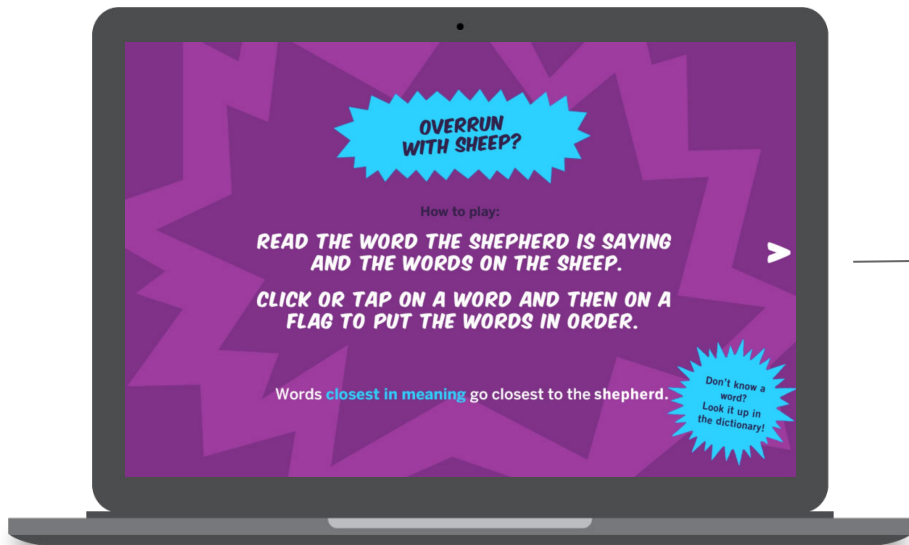 OVERRUN
WITH SHEEP?
How to play:
READ THE WORD THE SHEPHERD IS SAYING
AND THE WORDS ON THE SHEEP.
CLICK OR TAP ON A WORD AND THEN ON A
FLAG TO PUT THE WORDS IN ORDER.
Words closest in meaning go closest to the shepherd.
Don't know a
word?
Look it up in
the dictionary!